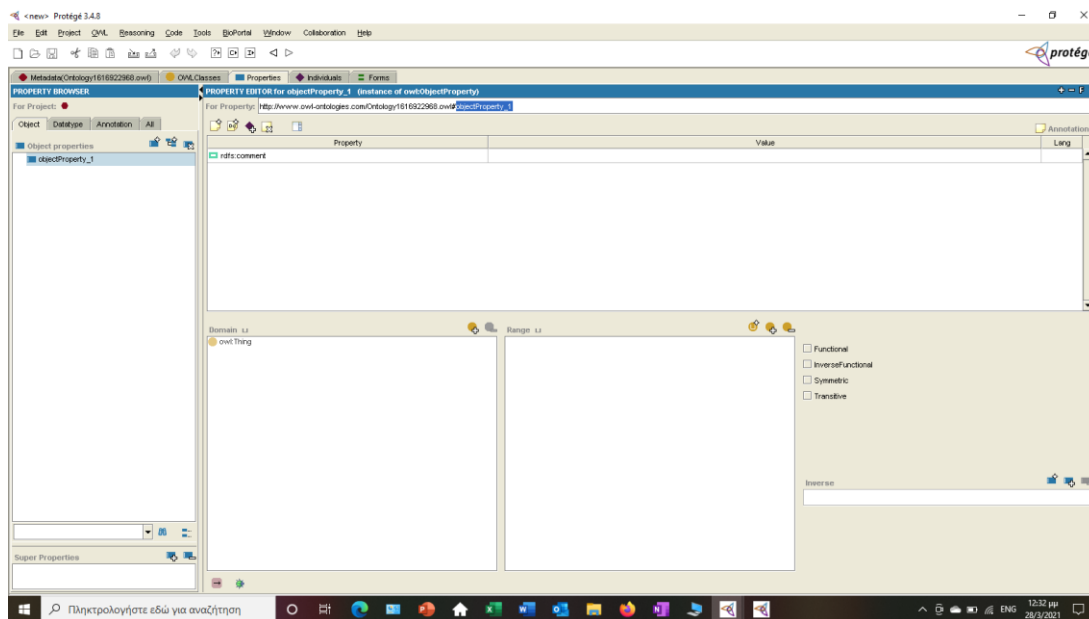 <new> Protégé 3.4.8
File Edit Project OWL Reasoning Code Tools BioPortal Window Collaboration Help
protégé
Metadata(Ontology1616922968.owl) OWLClasses Properties Individuals Forms
PROPERTY BROWSER
PROPERTY EDITOR for objectProperty_1 (instance of owl:ObjectProperty)
For Project:
For Property: http://www.owl-ontologies.com/Ontology1616922968.owl#objectProperty_1
Object Datatype Annotation All
Annotation
Object properties
Property Value Lang
objectProperty_1
rdfs:comment
Domain
Range
owl:Thing
Functional
InverseFunctional
Symmetric
Transitive
Inverse
Super Properties
Πληκτρολογήστε εδώ για αναζήτηση
ENG
12:32 μμ
28/3/2021